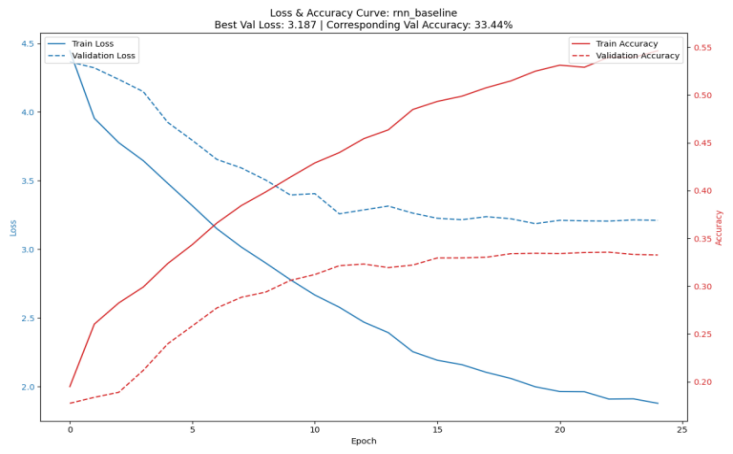 Loss & Accuracy Curve: rnn_baseline
Best Val Loss: 3.187 | Corresponding Val Accuracy: 33.44%
Train Loss
Validation Loss
Train Accuracy
Validation Accuracy
4.5
4.0
3.5
3.0
2.5
2.0
Loss
0.55
0.50
0.45
0.40
0.35
0.30
0.25
0.20
Accuracy
0 5 10 15 20 25
Epoch